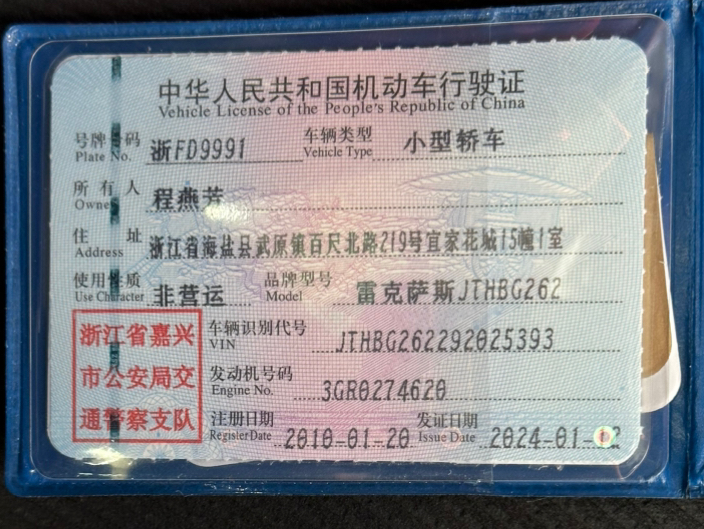 中华人民共和国机动车行驶证
Vehicle License of the People's Republic of China
号牌号码 浙FD9991 车辆类型 小型轿车
Plate No. Vehicle Type
所有人 程燕芳
Owner
住址 浙江省海盐县武原镇百尺北路219号宜家花城15幢1室
Address
使用性质 非营运 品牌型号 雷克萨斯JTHBG262
Use Character Model
浙江省嘉兴
市公安局交
通警察支队
车辆识别代号 JTHBG262292025393
VIN
发动机号码 3GR0274620
Engine No.
注册日期 2010-01-20 发证日期 2024-01-
Register Date Issue Date